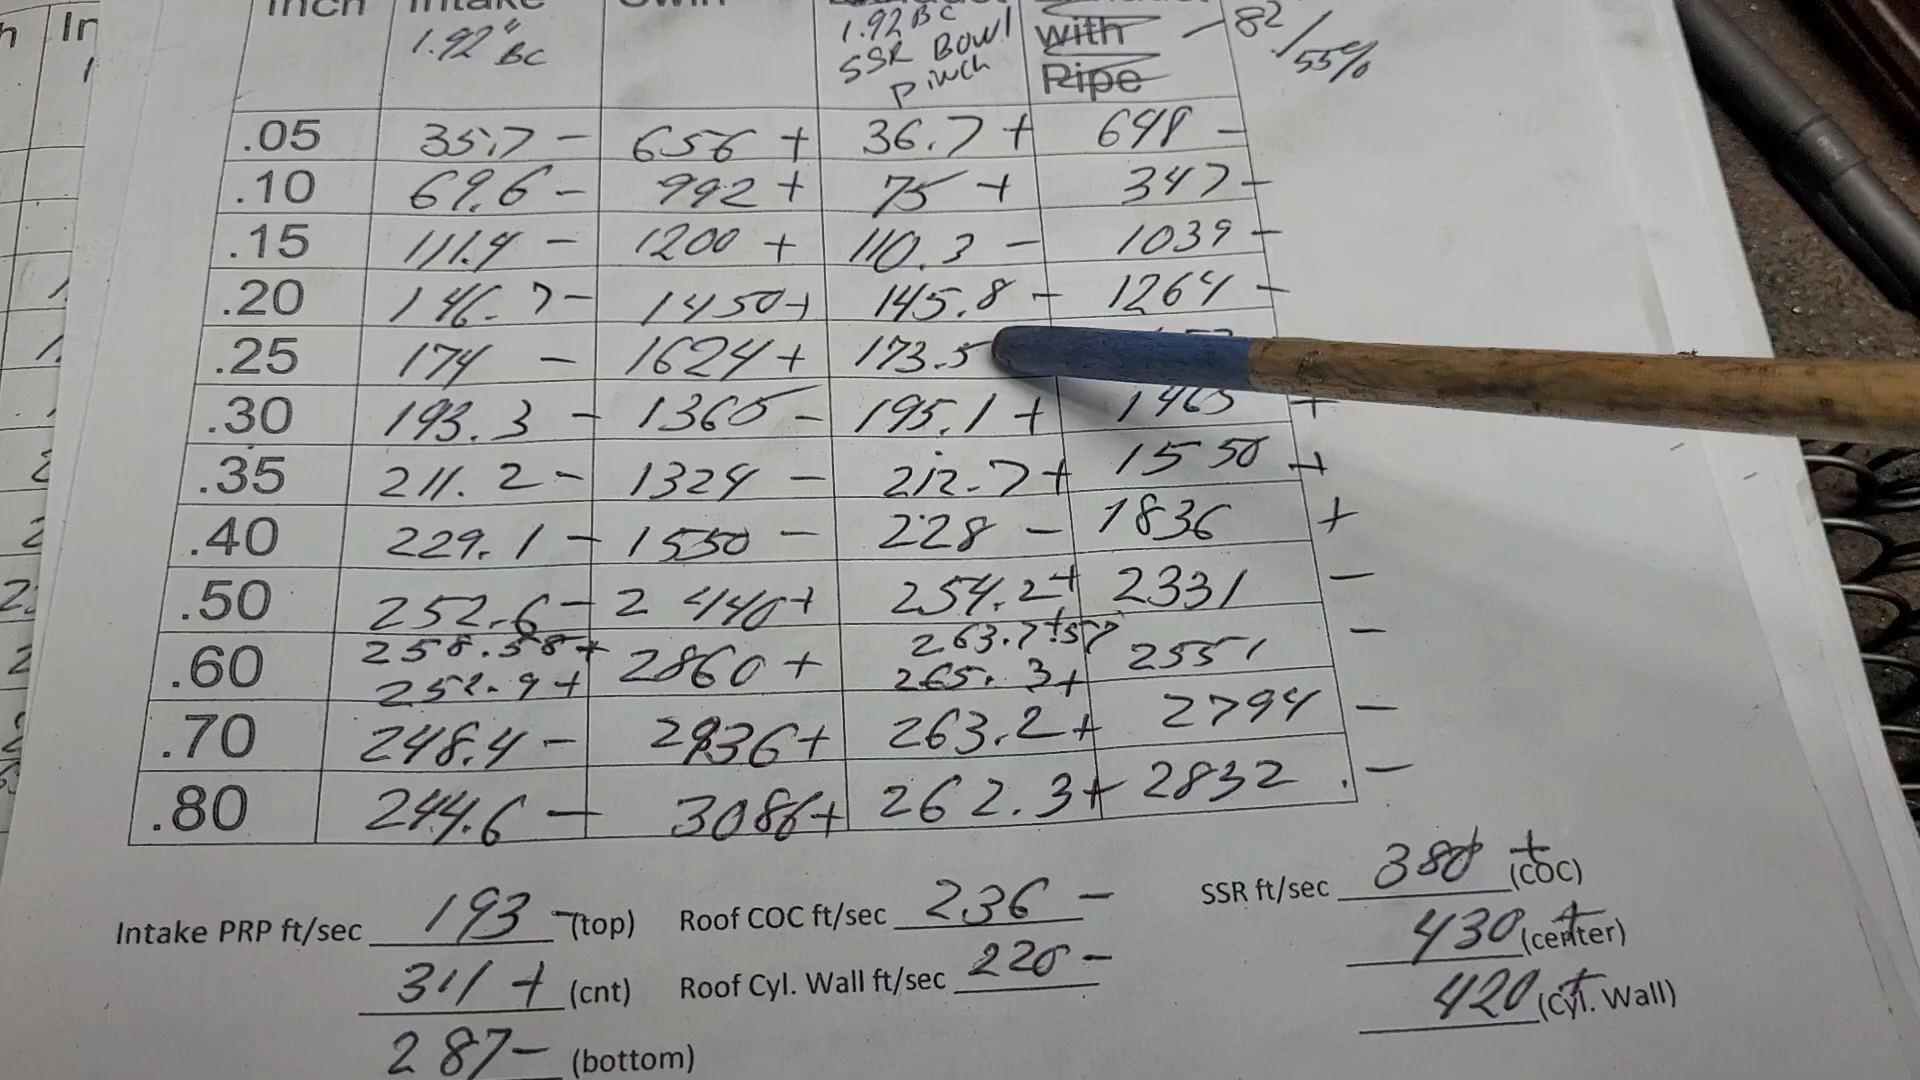 Inch Intake Swirl
1.92" BC 1.92 BC SSR Bowl Pinch with Pipe - 82/55%
.05 35.7 - 656 + 36.7 + 698 -
.10 69.6 - 992 + 75 + 347 -
.15 111.4 - 1200 + 110.3 - 1039 -
.20 146.7 - 1450 + 145.8 - 1264 -
.25 174 - 1624 + 173.5
.30 193.3 - 1365 - 195.1 + 1465 +
.35 211.2 - 1324 - 212.7 + 1550 +
.40 229.1 - 1550 - 228 - 1836 +
.50 252.6 - 2440 + 254.2 + 2331 -
258.58 + 263.7 + .57
.60 2860 + 2551 -
252.9 + 265.3 +
.70 248.4 - 2936 + 263.2 + 2794 -
.80 244.6 - 3086 + 262.3 + 2832 -
Intake PRP ft/sec 193 - (top) Roof COC ft/sec 236 - SSR ft/sec 380 + (COC)
311 + (cnt) Roof Cyl. Wall ft/sec 220 - 430 + (center)
287 - (bottom) 420 + (Cyl. Wall)